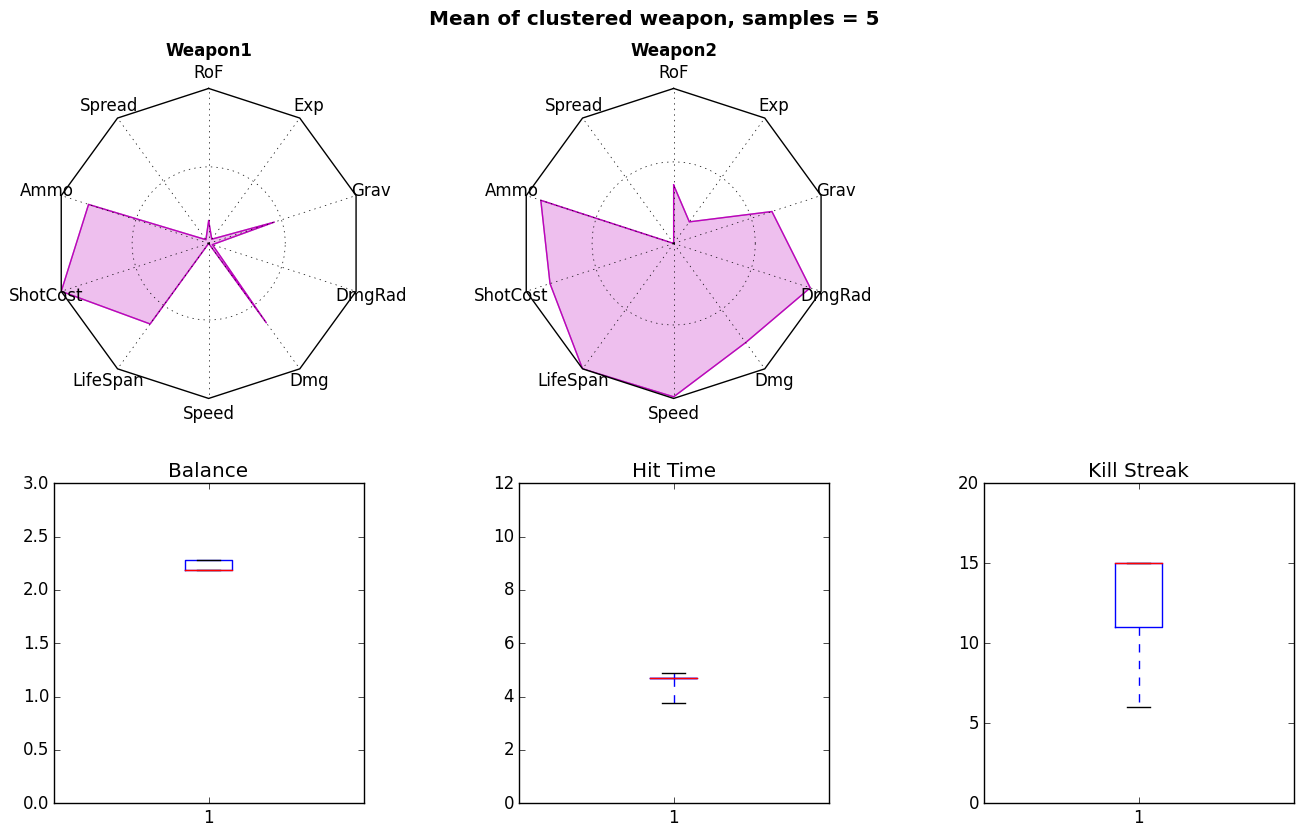 Mean of clustered weapon, samples = 5
Weapon1
RoF
Spread
Exp
Ammo
Grav
ShotCost
DmgRad
LifeSpan
Dmg
Speed
Weapon2
RoF
Spread
Exp
Ammo
Grav
ShotCost
DmgRad
LifeSpan
Dmg
Speed
Balance
3.0
2.5
2.0
1.5
1.0
0.5
0.0
1
Hit Time
12
10
8
6
4
2
0
1
Kill Streak
20
15
10
5
0
1